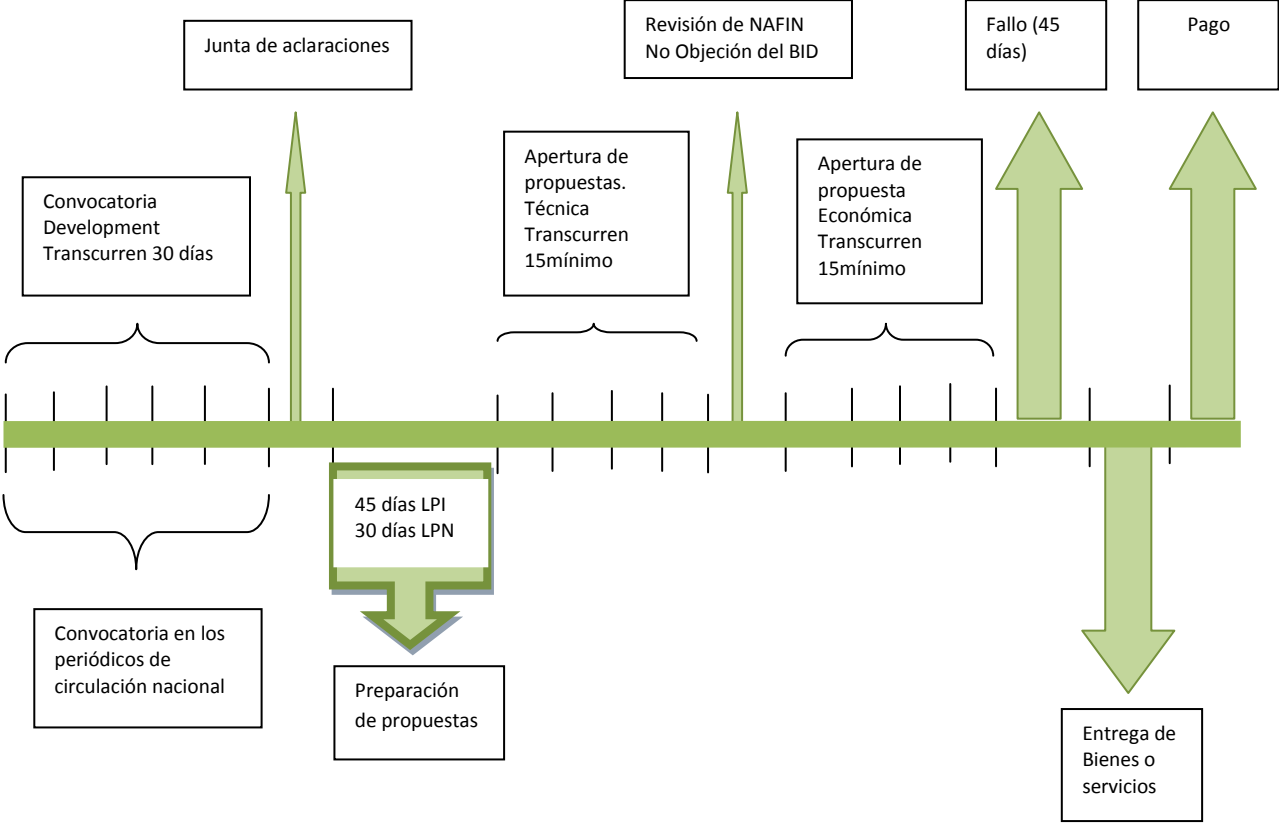 Junta de aclaraciones
Revisión de NAFIN
No Objeción del BID
Fallo (45
días)
Pago
Convocatoria
Development
Transcurren 30 días
Apertura de
propuestas.
Técnica
Transcurren
15mínimo
Apertura de
propuesta
Económica
Transcurren
15mínimo
45 días LPI
30 días LPN
Convocatoria en los
periódicos de
circulación nacional
Preparación
de propuestas
Entrega de
Bienes o
servicios